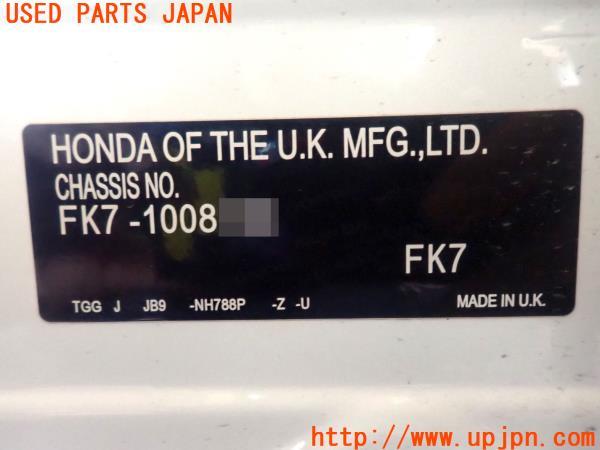 USED PARTS JAPAN
HONDA OF THE U.K. MFG.,LTD.
CHASSIS NO.
FK7 -1008
FK7
TGG J JB9 -NH788P -Z -U
MADE IN U.K.
http://www.upjpn.com/